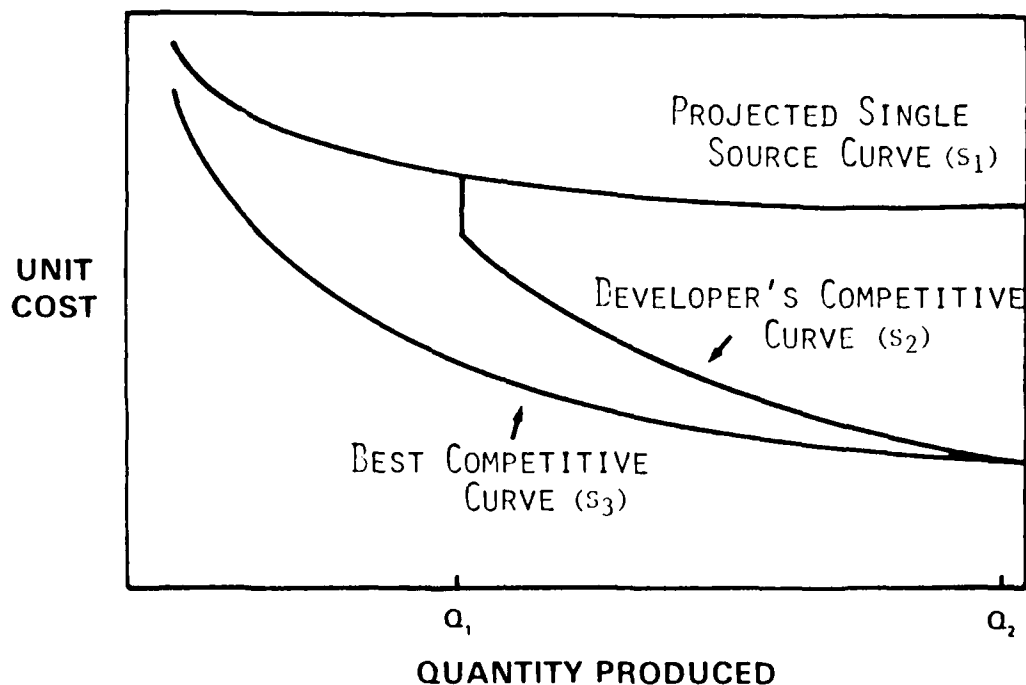 PROJECTED SINGLE
SOURCE CURVE (S₁)
UNIT
COST
DEVELOPER'S COMPETITIVE
CURVE (S₂)
BEST COMPETITIVE
CURVE (S₃)
Q₁
Q₂
QUANTITY PRODUCED